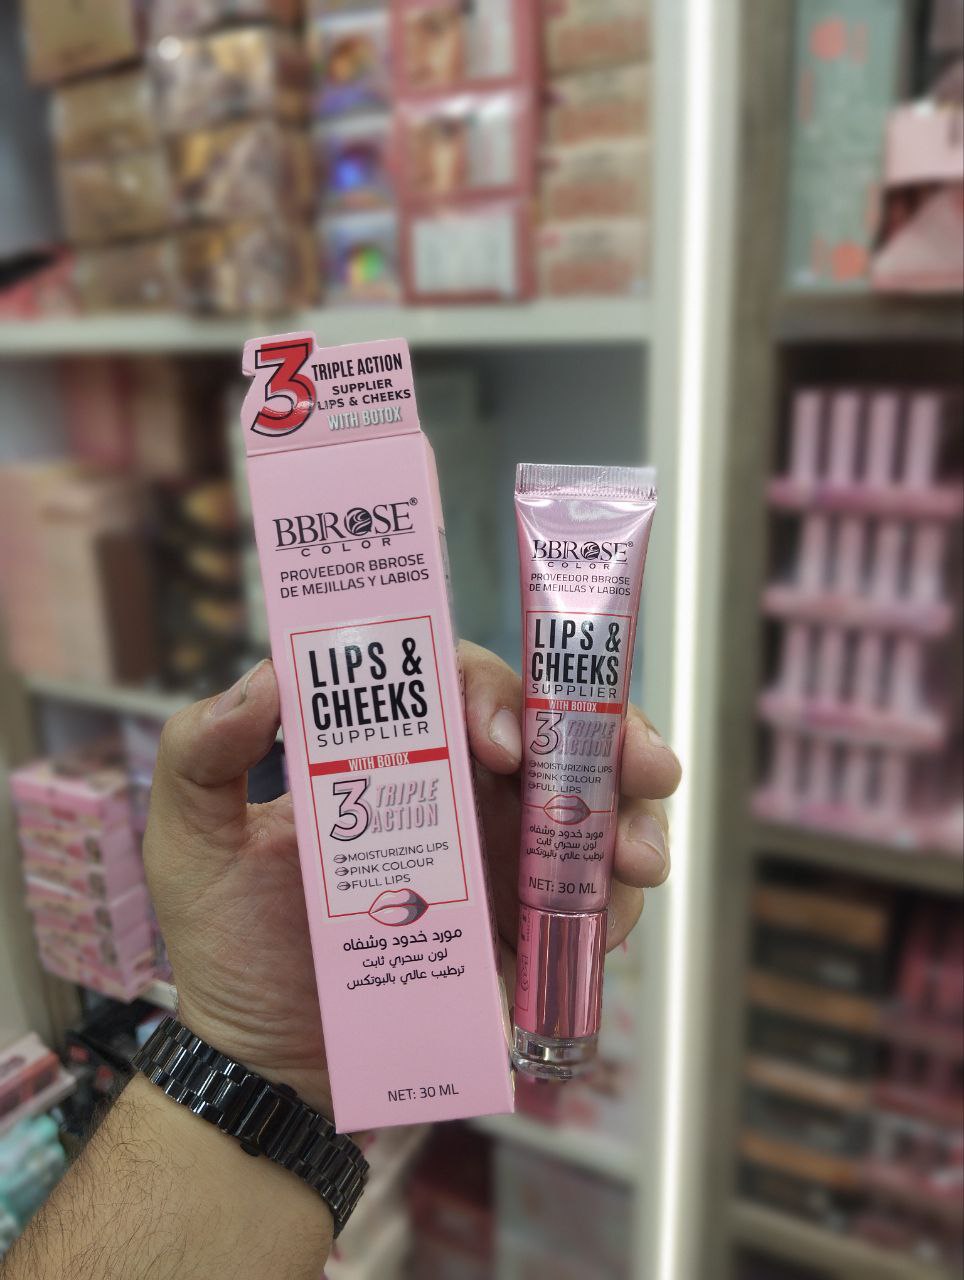 3
TRIPLE ACTION
SUPPLIER
LIPS & CHEEKS
WITH BOTOX
BBROSE®
COLOR
PROVEEDOR BBROSE
DE MEJILLAS Y LABIOS
LIPS &
CHEEKS
SUPPLIER
WITH BOTOX
3 TRIPLE
ACTION
MOISTURIZING LIPS
PINK COLOUR
FULL LIPS
مورد خدود وشفاه
لون سحري ثابت
ترطيب عالي بالبوتكس
NET: 30 ML
BBROSE®
COLOR
PROVEEDOR BBROSE
DE MEJILLAS Y LABIOS
LIPS &
CHEEKS
SUPPLIER
WITH BOTOX
3 TRIPLE
ACTION
MOISTURIZING LIPS
PINK COLOUR
FULL LIPS
مورد خدود وشفاه
لون سحري ثابت
ترطيب عالي بالبوتكس
NET: 30 ML